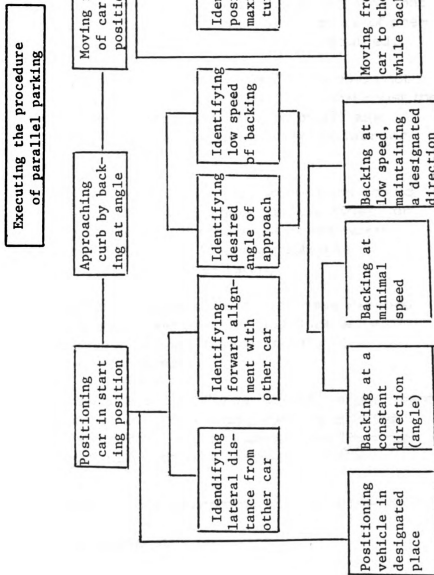 Executing the procedure
of parallel parking
Positioning
car in start
ing position
Approaching
curb by back-
ing at angle
Moving
of car
positi
Idendifying
lateral dis-
tance from
other car
Identifying
forward align-
ment with
other car
Identifying
desired
angle of
approach
Identifying
low speed
of backing
Iden
pos
max
tu
Positioning
vehicle in
designated
place
Backing at a
constant
direction
(angle)
Backing at
minimal
speed
Backing at
low speed,
maintaining
a designated
direction
Moving fr
car to the
while back